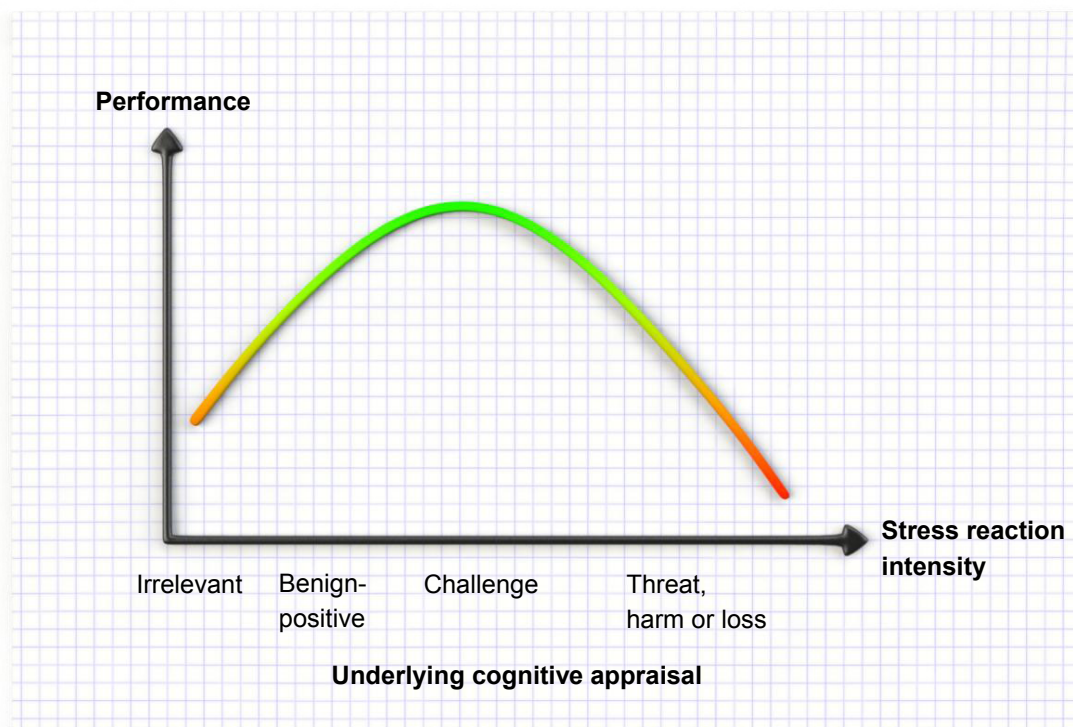 Performance
Stress reaction
intensity
Irrelevant
Benign-
positive
Challenge
Threat,
harm or loss
Underlying cognitive appraisal